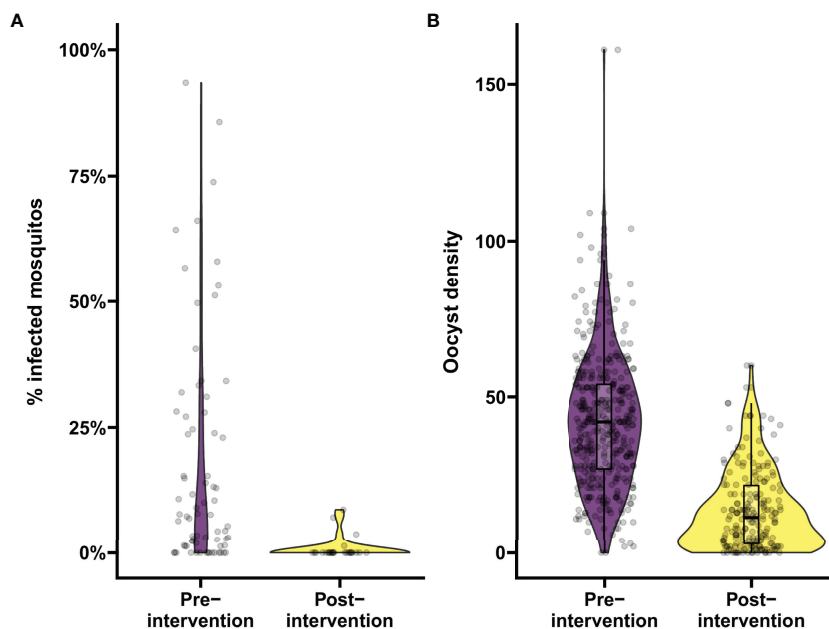 A
100%
75%
50%
25%
0%
% infected mosquitos
Pre−
intervention
Post−
intervention
B
150
100
50
0
Oocyst density
Pre−
intervention
Post−
intervention